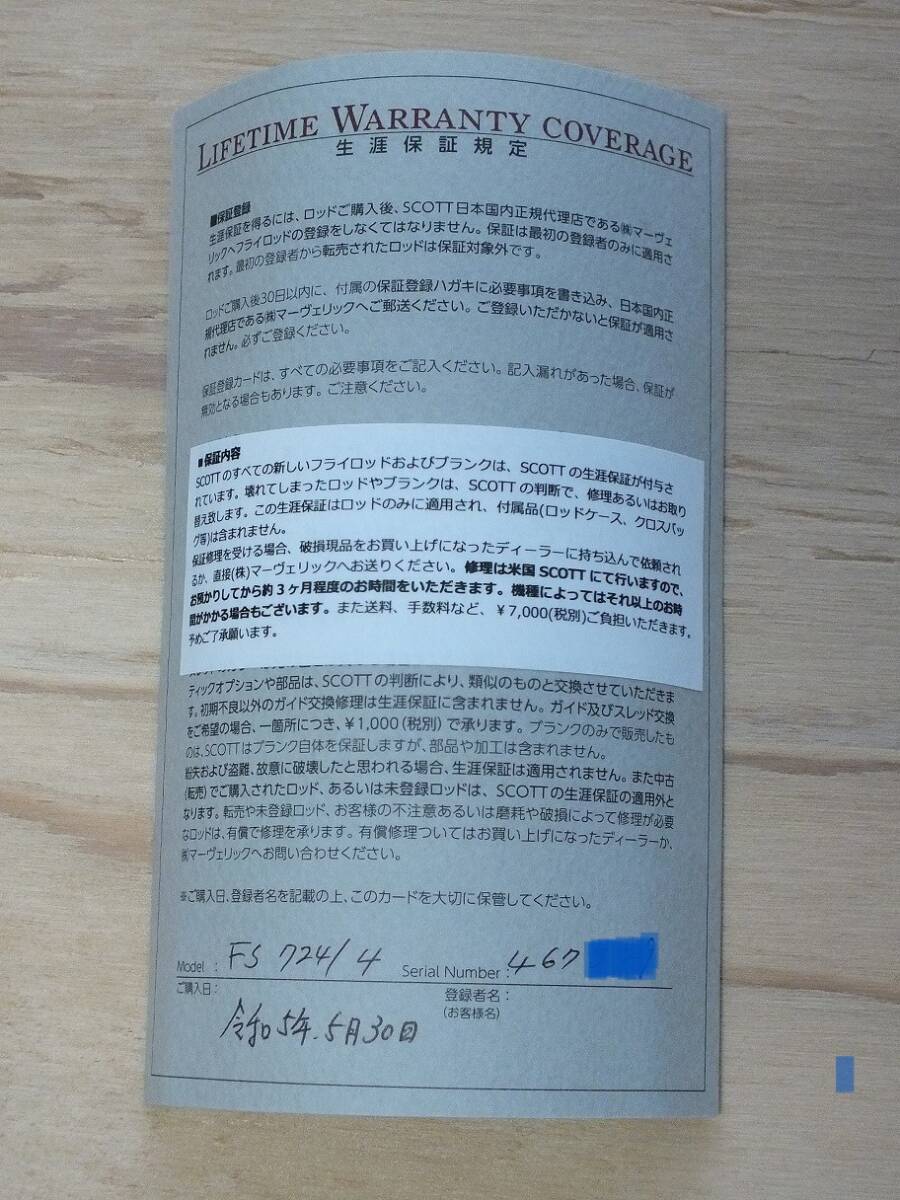 LIFETIME WARRANTY COVERAGE
生涯保証規定
■保証登録
生涯保証を得るには、ロッドご購入後、SCOTT日本国内正規代理店である㈱マーヴェ
リックへフライロッドの登録をしなくてはなりません。保証は最初の登録者のみに適用さ
れます。最初の登録者から転売されたロッドは保証対象外です。
ロッドご購入後30日以内に、付属の保証登録ハガキに必要事項を書き込み、日本国内正
規代理店である㈱マーヴェリックへご郵送ください。ご登録いただかないと保証が適用さ
れません。必ずご登録ください。
保証登録カードは、すべての必要事項をご記入ください。記入漏れがあった場合、保証が
無効となる場合もあります。ご注意ください。
■保証内容
SCOTTのすべての新しいフライロッドおよびブランクは、SCOTTの生涯保証が付与さ
れています。壊れてしまったロッドやブランクは、SCOTTの判断で、修理あるいはお取り
替え致します。この生涯保証はロッドのみに適用され、付属品(ロッドケース、クロスバッ
グ等)は含まれません。
保証修理を受ける場合、破損現品をお買い上げになったディーラーに持ち込んで依頼され
るか、直接(株)マーヴェリックへお送りください。修理は米国SCOTTにて行いますので、
お預かりしてから約3ヶ月程度のお時間をいただきます。機種によってはそれ以上のお時
間がかかる場合もございます。また送料、手数料など、¥7,000(税別)ご負担いただきます。
予めご了承願います。
ティックオプションや部品は、SCOTTの判断により、類似のものと交換させていただきま
す。初期不良以外のガイド交換修理は生涯保証に含まれません。ガイド及びスレッド交換
をご希望の場合、一箇所につき、¥1,000(税別)で承ります。ブランクのみで販売したも
のは、SCOTTはブランク自体を保証しますが、部品や加工は含まれません。
紛失および盗難、故意に破壊したと思われる場合、生涯保証は適用されません。また中古
(転売)でご購入されたロッド、あるいは未登録ロッドは、SCOTTの生涯保証の適用外と
なります。転売や未登録ロッド、お客様の不注意あるいは磨耗や破損によって修理が必要
なロッドは、有償で修理を承ります。有償修理ついてはお買い上げになったディーラーか、
㈱マーヴェリックへお問い合わせください。
※ご購入日、登録者名を記載の上、このカードを大切に保管してください。
Model : FS 724/4 Serial Number : 467
ご購入日: 登録者名:
(お客様名)
令和5年.5月30日